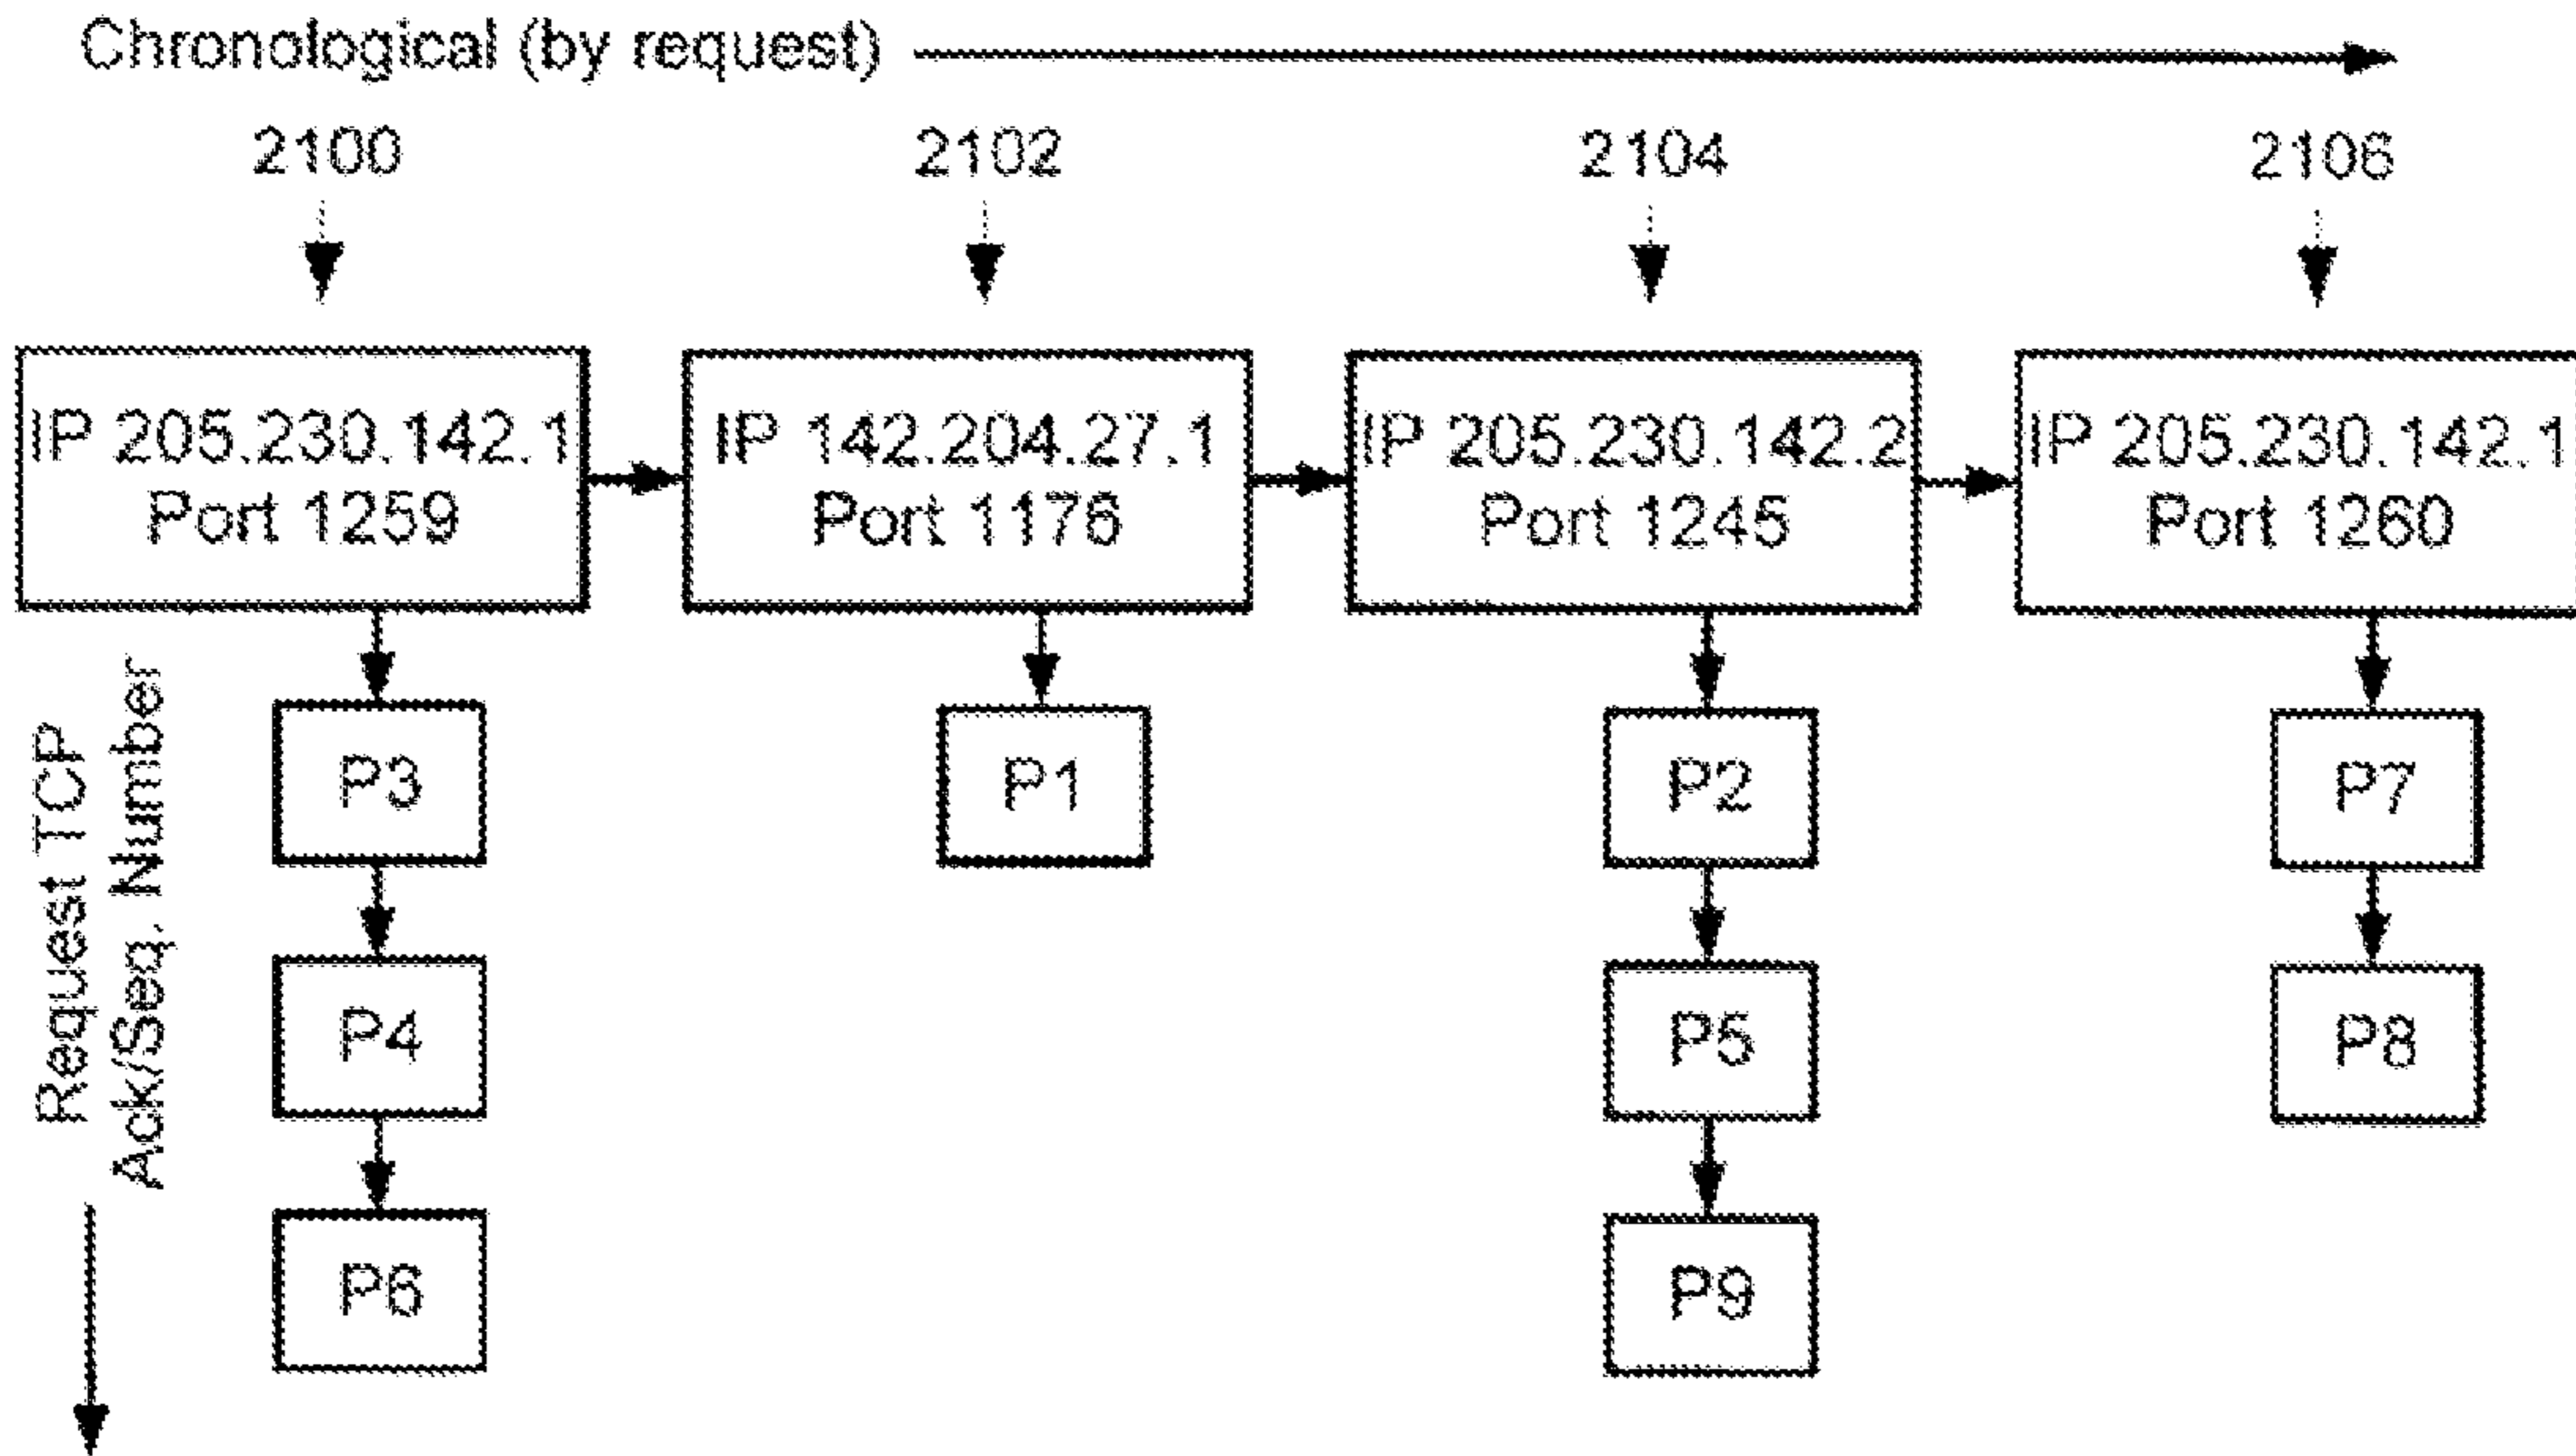 Chronological (by request)
2100
2102
2104
2106
IP 205.230.142.1
Port 1259
IP 142.204.27.1
Port 1176
IP 205.230.142.2
Port 1245
IP 205.230.142.1
Port 1260
Request TCP
Ack/Seq. Number
P3
P1
P2
P7
P4
P5
P8
P6
P9